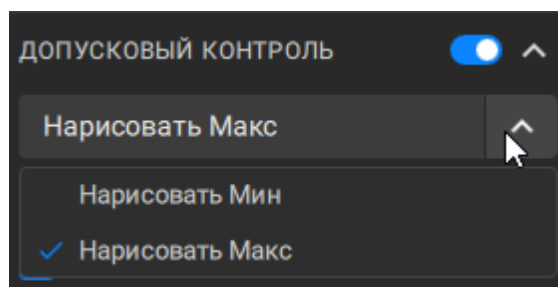 ДОПУСКОВЫЙ КОНТРОЛЬ
Нарисовать Макс
Нарисовать Мин
Нарисовать Макс